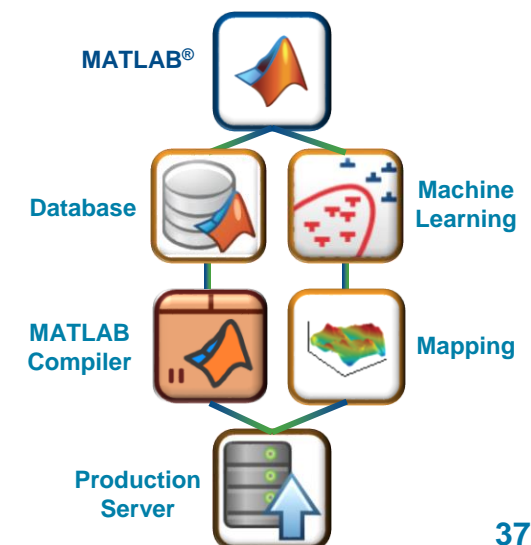 MATLAB®
Database
Machine
Learning
MATLAB
Compiler
Mapping
Production
Server
37